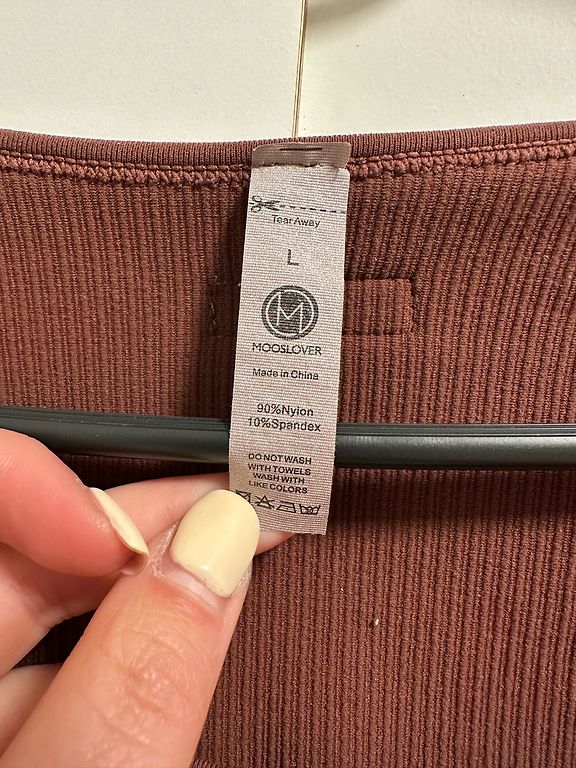 Tear Away
L
M
MOOSLOVER
Made in China
90%Nylon
10%Spandex
DO NOT WASH
WITH TOWELS
WASH WITH
LIKE COLORS